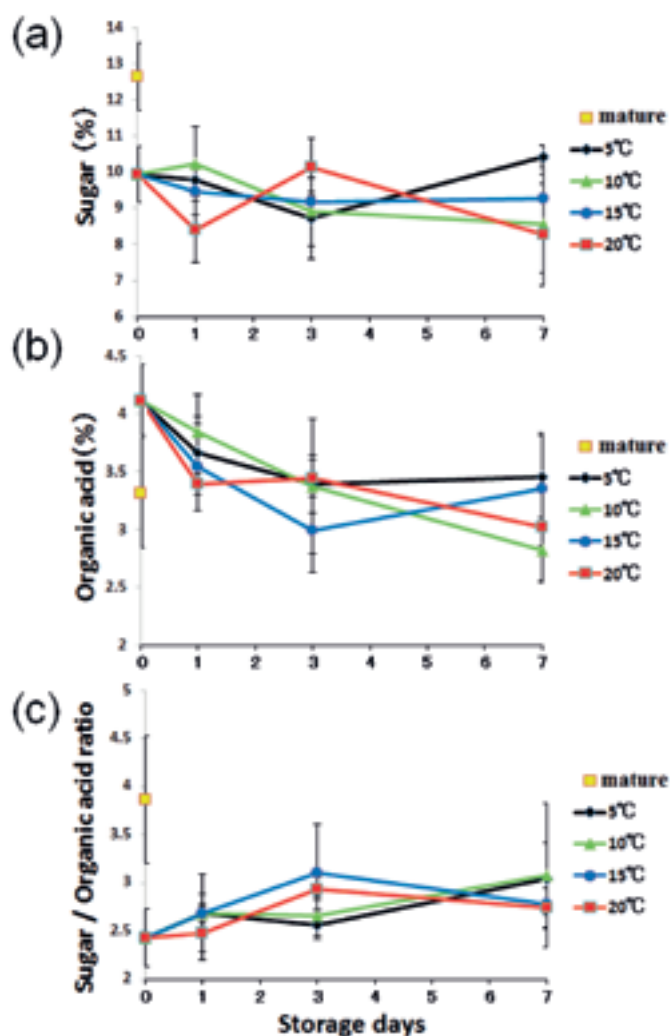 (a)
Sugar (%)
14
13
12
11
10
9
8
7
6
0 1 2 3 4 5 6 7
mature
5℃
10℃
15℃
20℃
(b)
Organic acid (%)
4.5
4
3.5
3
2.5
2
0 1 2 3 4 5 6 7
mature
5℃
10℃
15℃
20℃
(c)
Sugar / Organic acid ratio
5
4.5
4
3.5
3
2.5
2
0 1 2 3 4 5 6 7
Storage days
mature
5℃
10℃
15℃
20℃